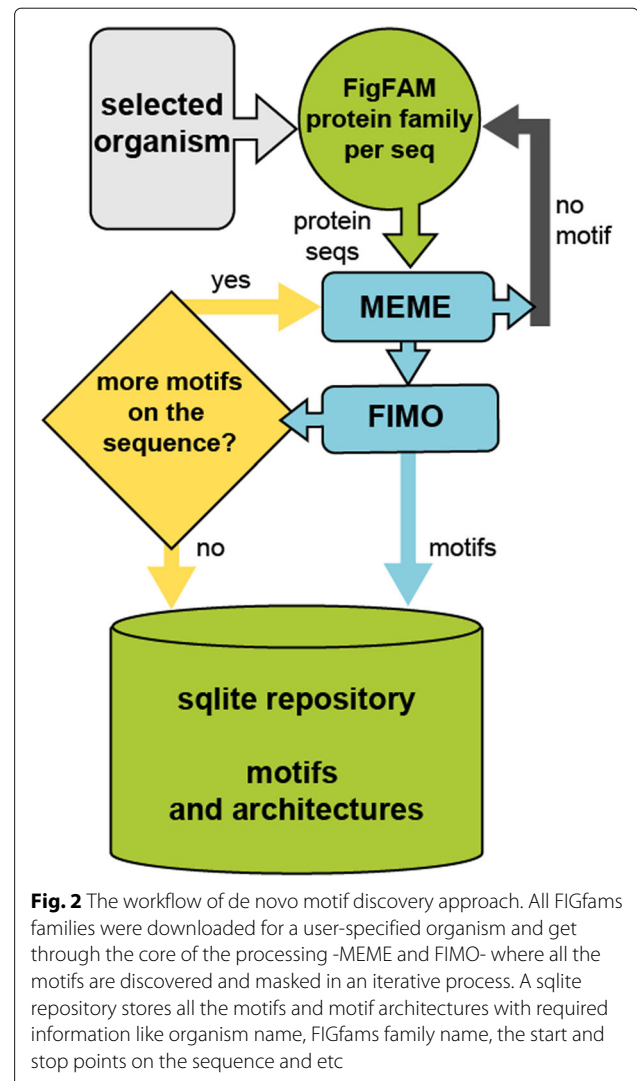 selected
organism
FigFAM
protein family
per seq
protein
seqs
no
motif
yes
MEME
more motifs
on the
sequence?
FIMO
no
motifs
sqlite repository
motifs
and architectures
Fig. 2 The workflow of de novo motif discovery approach. All FIGfams
families were downloaded for a user-specified organism and get
through the core of the processing -MEME and FIMO- where all the
motifs are discovered and masked in an iterative process. A sqlite
repository stores all the motifs and motif architectures with required
information like organism name, FIGfams family name, the start and
stop points on the sequence and etc